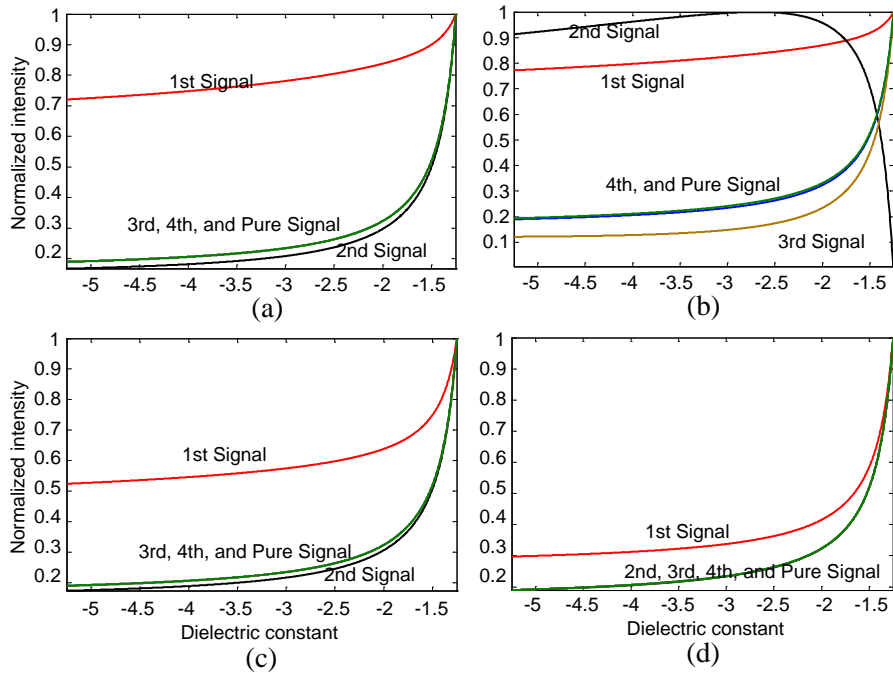 Normalized intensity
1
0.9
0.8
0.7
0.6
0.5
0.4
0.3
0.2
1st Signal
3rd, 4th, and Pure Signal
2nd Signal
-5 -4.5 -4 -3.5 -3 -2.5 -2 -1.5
(a)
1
0.9
0.8
0.7
0.6
0.5
0.4
0.3
0.2
0.1
2nd Signal
1st Signal
4th, and Pure Signal
3rd Signal
-5 -4.5 -4 -3.5 -3 -2.5 -2 -1.5
(b)
Normalized intensity
1
0.9
0.8
0.7
0.6
0.5
0.4
0.3
0.2
1st Signal
3rd, 4th, and Pure Signal
2nd Signal
-5 -4.5 -4 -3.5 -3 -2.5 -2 -1.5
Dielectric constant
(c)
1
0.9
0.8
0.7
0.6
0.5
0.4
0.3
0.2
1st Signal
2nd, 3rd, 4th, and Pure Signal
-5 -4.5 -4 -3.5 -3 -2.5 -2 -1.5
Dielectric constant
(d)